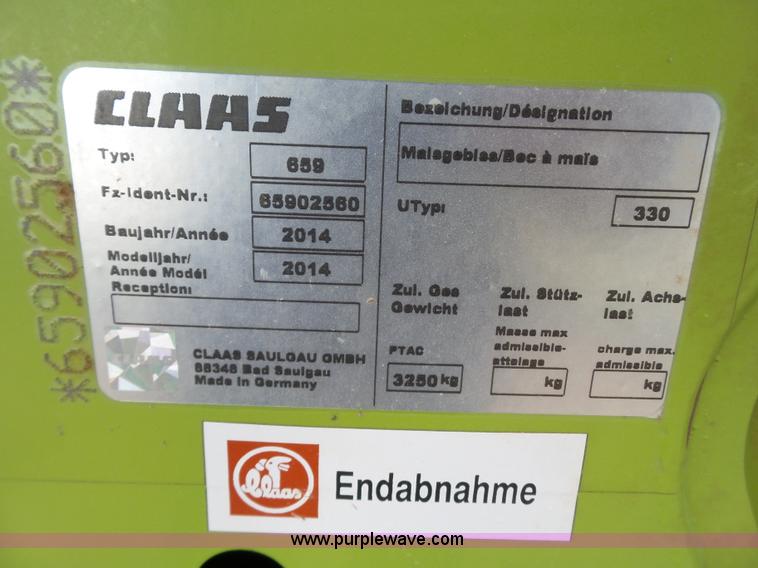 *65902560*
CLAAS
Typ: 659
Fz-Ident-Nr.: 65902560
Baujahr/Année 2014
Modelljahr/
Année Modél 2014
Reception:
CLAAS SAULGAU GMBH
88348 Bad Saulgau
Made in Germany
Bezeichung/Désignation
Maisgebiss/Bec à maïs
UTyp: 330
Zul. Ges
Gewicht
PTAC
3250 kg
Zul. Stütz-
last
Masse max
admissible-
attelage
kg
Zul. Achs-
last
charge max.
admissible
kg
Claas
Endabnahme
www.purplewave.com